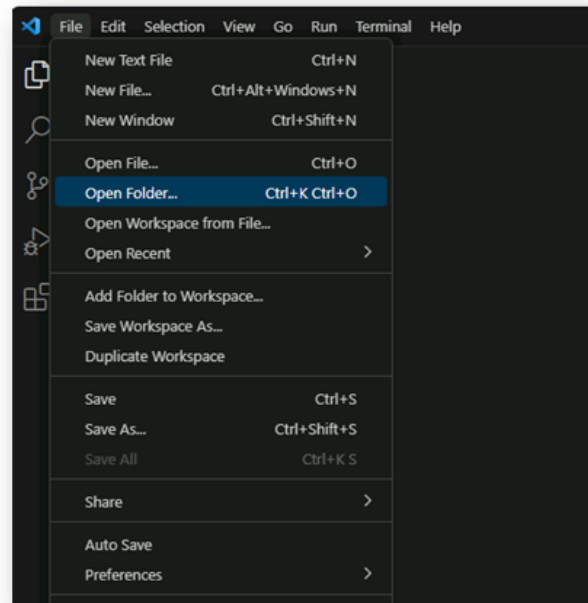 File Edit Selection View Go Run Terminal Help
New Text File Ctrl+N
New File... Ctrl+Alt+Windows+N
New Window Ctrl+Shift+N
Open File... Ctrl+O
Open Folder... Ctrl+K Ctrl+O
Open Workspace from File...
Open Recent
Add Folder to Workspace...
Save Workspace As...
Duplicate Workspace
Save Ctrl+S
Save As... Ctrl+Shift+S
Save All Ctrl+K S
Share
Auto Save
Preferences